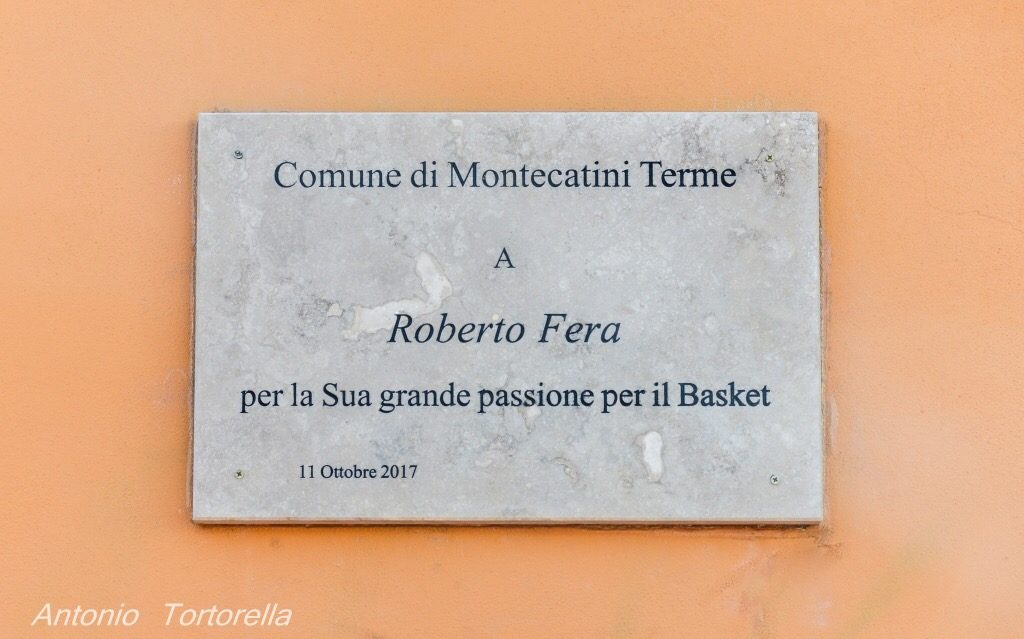 Comune di Montecatini Terme
A
Roberto Fera
per la Sua grande passione per il Basket
11 Ottobre 2017
Antonio Tortorella